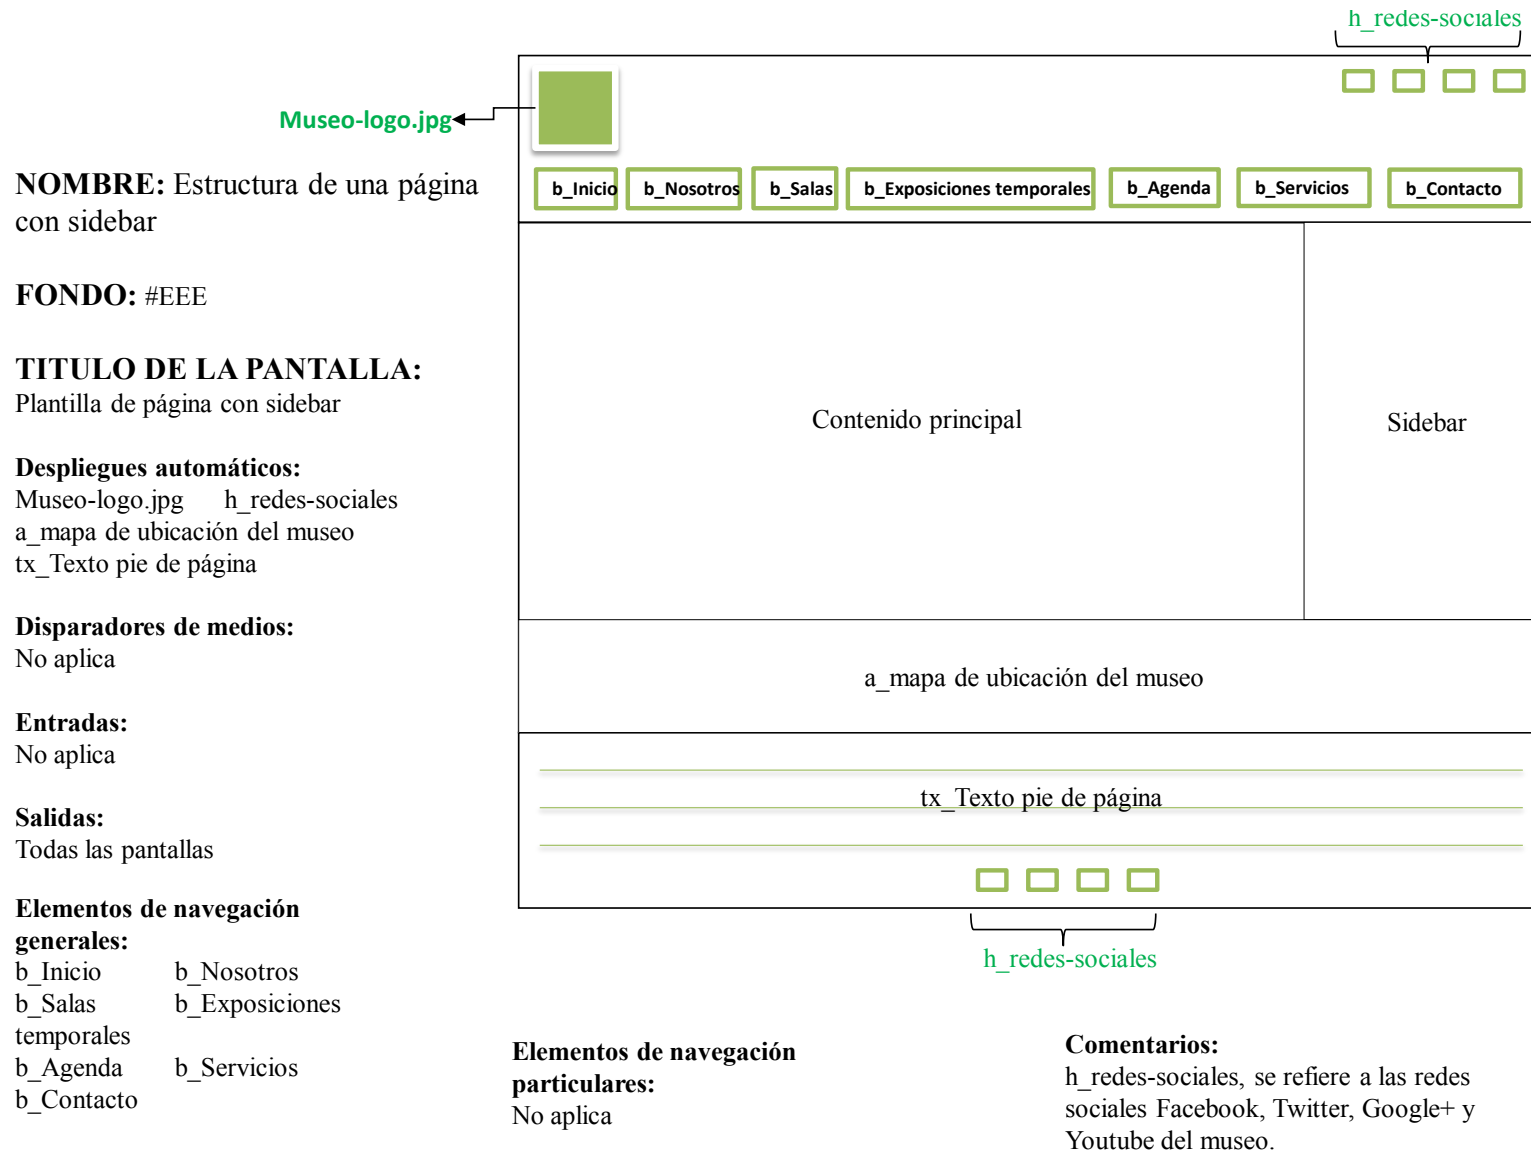 h_redes-sociales
Museo-logo.jpg
b_Inicio b_Nosotros b_Salas b_Exposiciones temporales b_Agenda b_Servicios b_Contacto
NOMBRE: Estructura de una página
con sidebar
FONDO: #EEE
TITULO DE LA PANTALLA:
Plantilla de página con sidebar
Despliegues automáticos:
Museo-logo.jpg h_redes-sociales
a_mapa de ubicación del museo
tx_Texto pie de página
Disparadores de medios:
No aplica
Entradas:
No aplica
Salidas:
Todas las pantallas
Elementos de navegación
generales:
b_Inicio b_Nosotros
b_Salas b_Exposiciones
temporales
b_Agenda b_Servicios
b_Contacto
Contenido principal
Sidebar
a_mapa de ubicación del museo
tx_Texto pie de página
h_redes-sociales
Elementos de navegación
particulares:
No aplica
Comentarios:
h_redes-sociales, se refiere a las redes
sociales Facebook, Twitter, Google+ y
Youtube del museo.